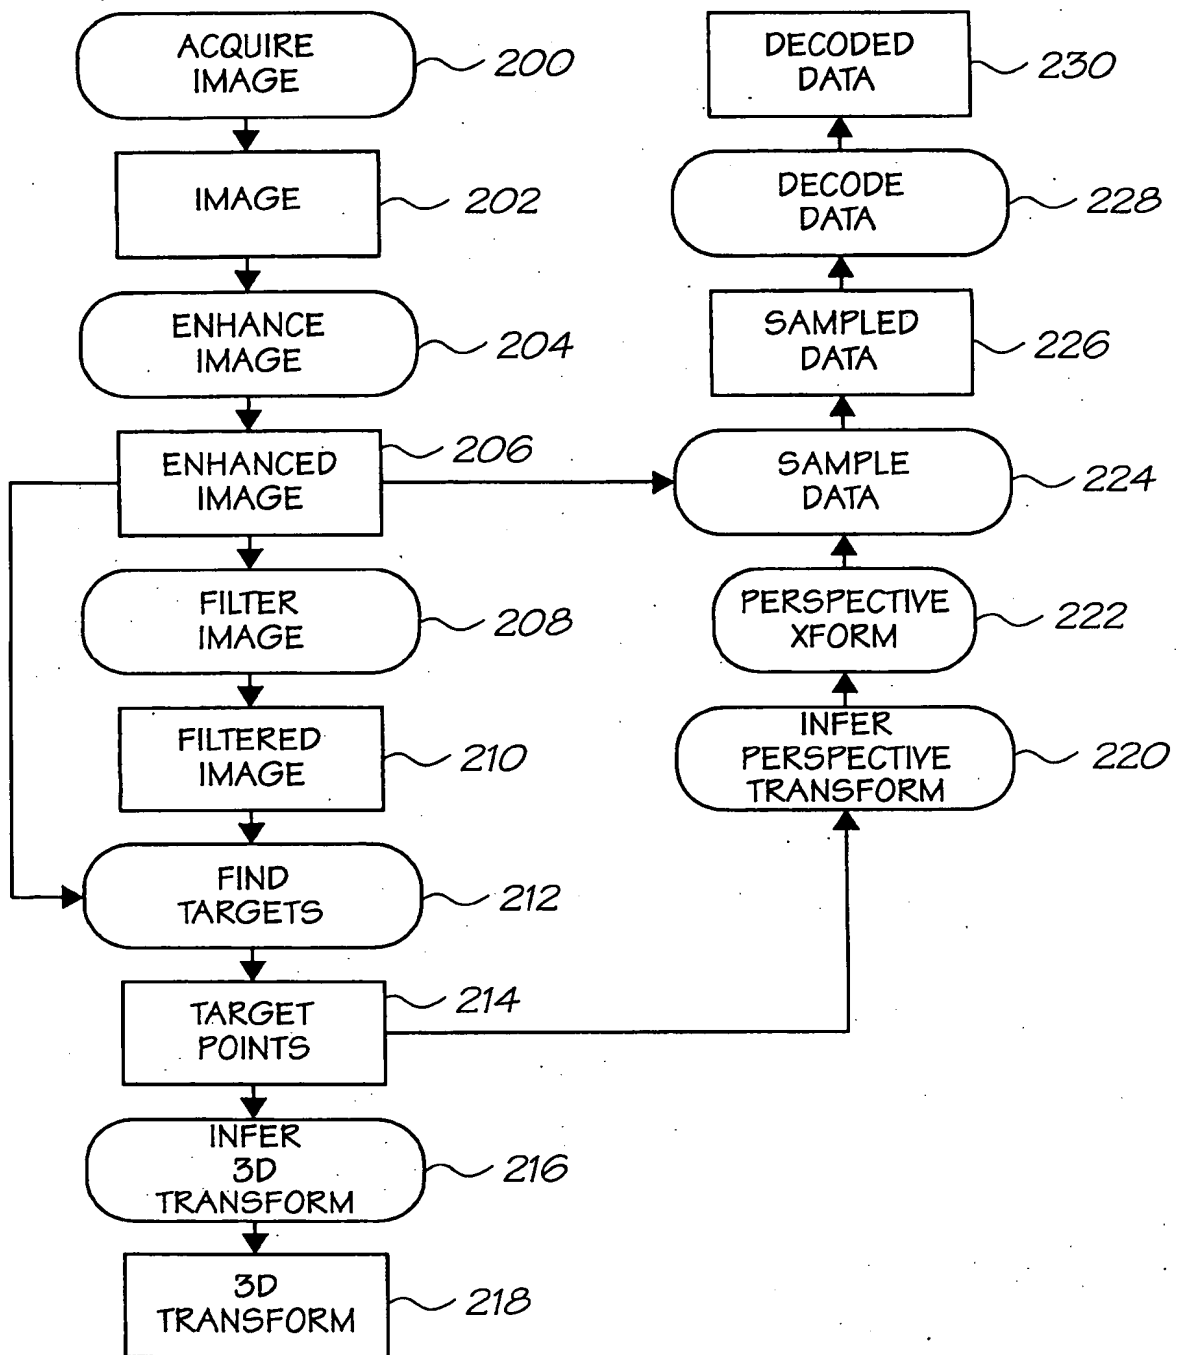 ACQUIRE
IMAGE
200
IMAGE
202
ENHANCE
IMAGE
204
ENHANCED
IMAGE
206
FILTER
IMAGE
208
FILTERED
IMAGE
210
FIND
TARGETS
212
TARGET
POINTS
214
INFER
3D
TRANSFORM
216
3D
TRANSFORM
218
DECODED
DATA
230
DECODE
DATA
228
SAMPLED
DATA
226
SAMPLE
DATA
224
PERSPECTIVE
XFORM
222
INFER
PERSPECTIVE
TRANSFORM
220